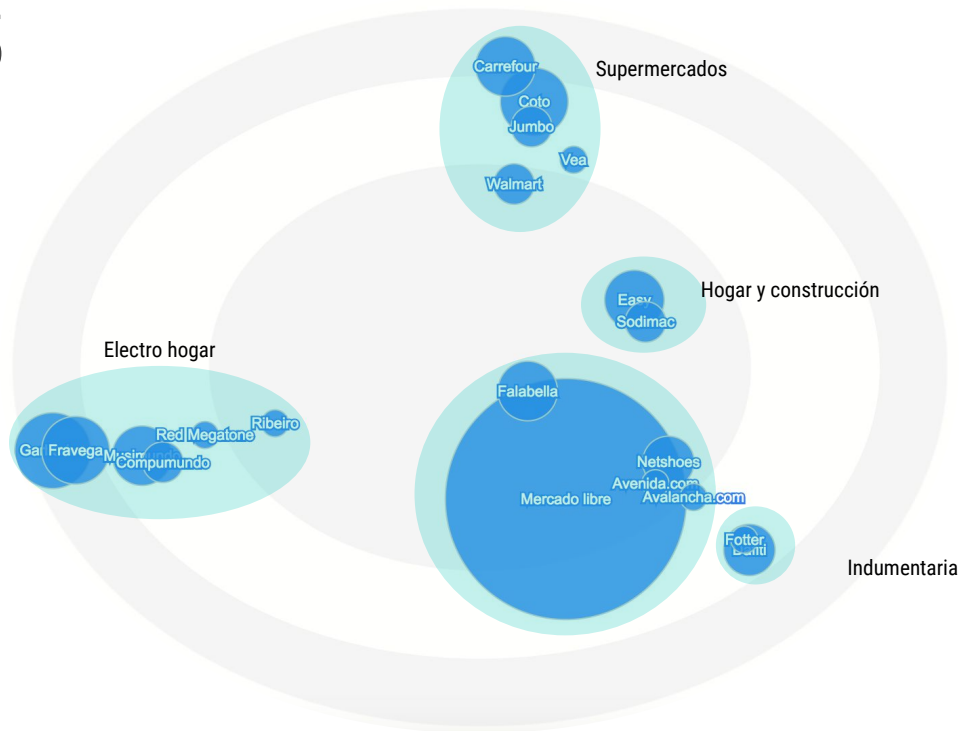 Carrefour
Supermercados
Coto
Jumbo
Vea
Walmart
Easy
Hogar y construcción
Sodimac
Electro hogar
Falabella
Ribeiro
Red Megatone
Fravega
Compumundo
Netshoes
Avenida.com
Mercado libre
Avalancha.com
Fotter
Indumentaria